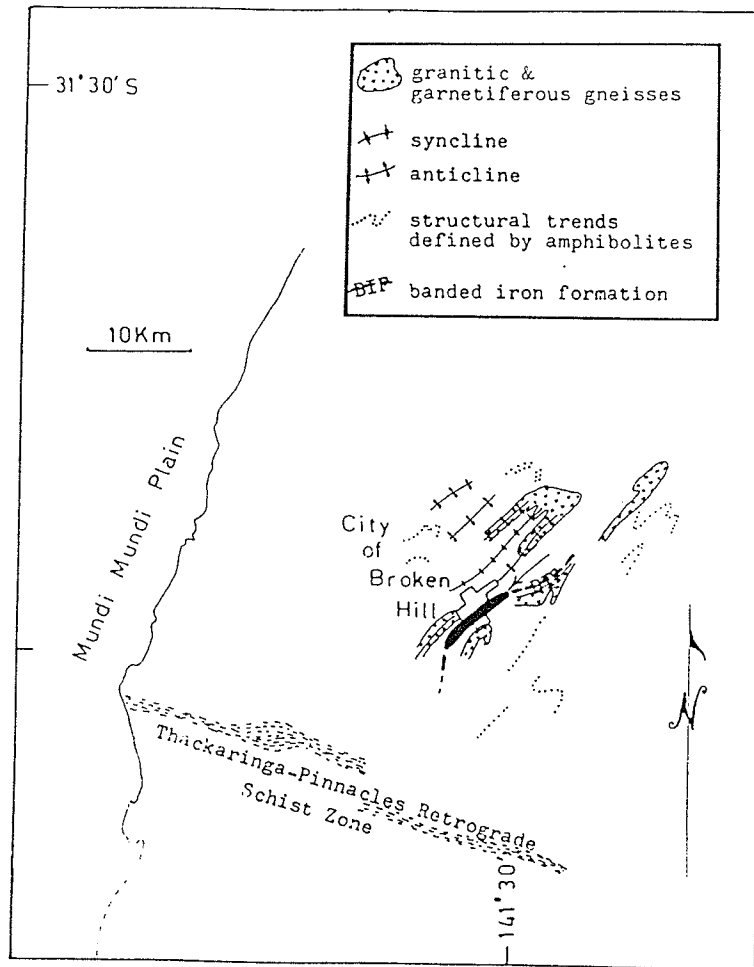 31°30'S
granitic &
garnetiferous gneisses
syncline
anticline
structural trends
defined by amphibolites
BIF banded iron formation
10Km
Mundi Mundi Plain
City
of
Broken
Hill
N
Thackaringa-Pinnacles Retrograde
Schist Zone
141°30'